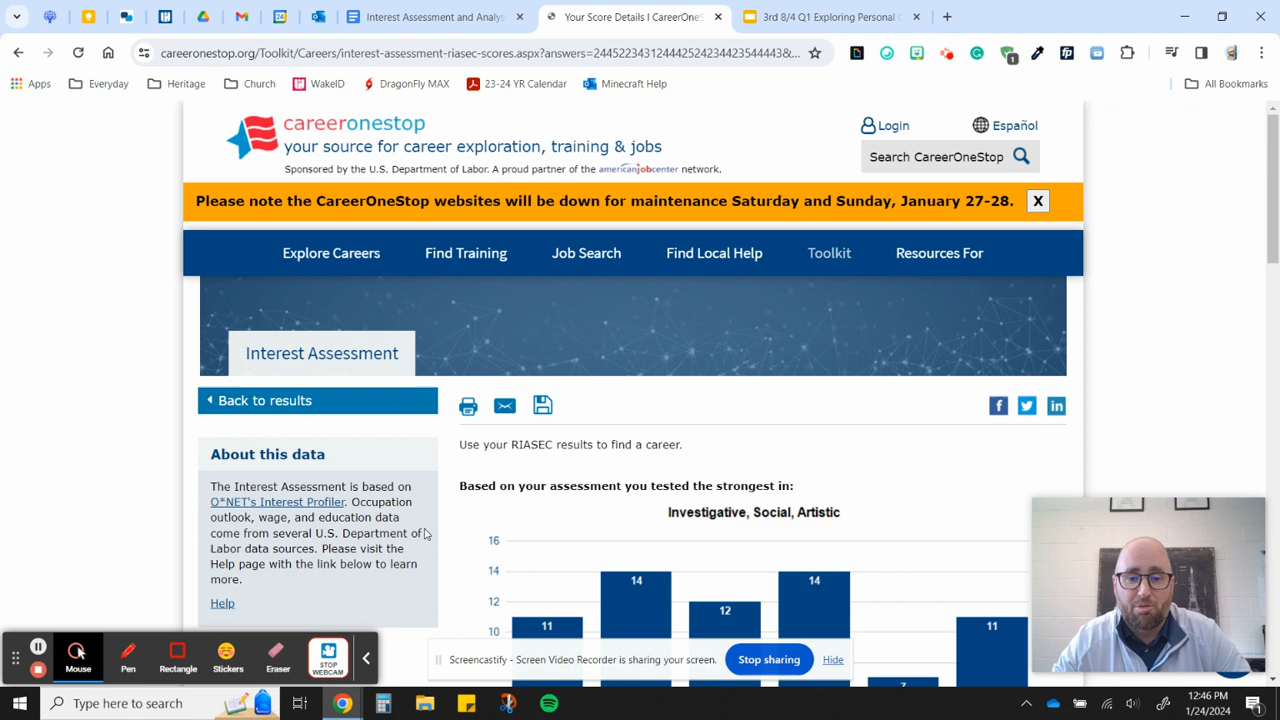 Interest Assessment and Analys
Your Score Details | CareerOneS
3rd 8/4 Q1 Exploring Personal C
careeronestop.org/Toolkit/Careers/interest-assessment-riasec-scores.aspx?answers=244522343124442524234423544443&...
Apps
Everyday
Heritage
Church
WakeID
DragonFly MAX
23-24 YR Calendar
Minecraft Help
All Bookmarks
careeronestop
your source for career exploration, training & jobs
Sponsored by the U.S. Department of Labor. A proud partner of the americanjobcenter network.
Login
Español
Search CareerOneStop
Please note the CareerOneStop websites will be down for maintenance Saturday and Sunday, January 27-28.
X
Explore Careers
Find Training
Job Search
Find Local Help
Toolkit
Resources For
Interest Assessment
Back to results
About this data
The Interest Assessment is based on
O*NET's Interest Profiler. Occupation
outlook, wage, and education data
come from several U.S. Department of
Labor data sources. Please visit the
Help page with the link below to learn
more.
Help
Use your RIASEC results to find a career.
Based on your assessment you tested the strongest in:
Investigative, Social, Artistic
16
14
12
10
11
14
12
14
7
11
Mouse
Pen
Rectangle
Stickers
Eraser
STOP
WEBCAM
Screencastify - Screen Video Recorder is sharing your screen.
Stop sharing
Hide
Type here to search
12:46 PM
1/24/2024
1